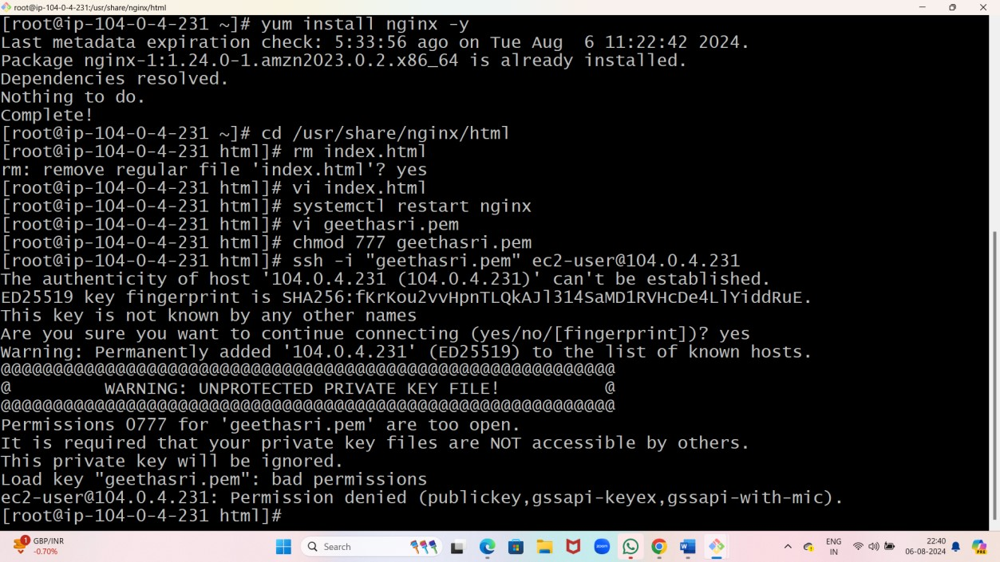 root@ip-104-0-4-231:/usr/share/nginx/html
[root@ip-104-0-4-231 ~]# yum install nginx -y
Last metadata expiration check: 5:33:56 ago on Tue Aug  6 11:22:42 2024.
Package nginx-1:1.24.0-1.amzn2023.0.2.x86_64 is already installed.
Dependencies resolved.
Nothing to do.
Complete!
[root@ip-104-0-4-231 ~]# cd /usr/share/nginx/html
[root@ip-104-0-4-231 html]# rm index.html
rm: remove regular file 'index.html'? yes
[root@ip-104-0-4-231 html]# vi index.html
[root@ip-104-0-4-231 html]# systemctl restart nginx
[root@ip-104-0-4-231 html]# vi geethasri.pem
[root@ip-104-0-4-231 html]# chmod 777 geethasri.pem
[root@ip-104-0-4-231 html]# ssh -i "geethasri.pem" ec2-user@104.0.4.231
The authenticity of host '104.0.4.231 (104.0.4.231)' can't be established.
ED25519 key fingerprint is SHA256:fKrKou2vvHpnTLQkAJl314SaMD1RVHcDe4LlYiddRuE.
This key is not known by any other names
Are you sure you want to continue connecting (yes/no/[fingerprint])? yes
Warning: Permanently added '104.0.4.231' (ED25519) to the list of known hosts.
@@@@@@@@@@@@@@@@@@@@@@@@@@@@@@@@@@@@@@@@@@@@@@@@@@@@@@@@@@@
@         WARNING: UNPROTECTED PRIVATE KEY FILE!          @
@@@@@@@@@@@@@@@@@@@@@@@@@@@@@@@@@@@@@@@@@@@@@@@@@@@@@@@@@@@
Permissions 0777 for 'geethasri.pem' are too open.
It is required that your private key files are NOT accessible by others.
This private key will be ignored.
Load key "geethasri.pem": bad permissions
ec2-user@104.0.4.231: Permission denied (publickey,gssapi-keyex,gssapi-with-mic).
[root@ip-104-0-4-231 html]#
1
GBP/INR
-0.70%
Search
zoom
W
ENG
IN
22:40
06-08-2024
PRE